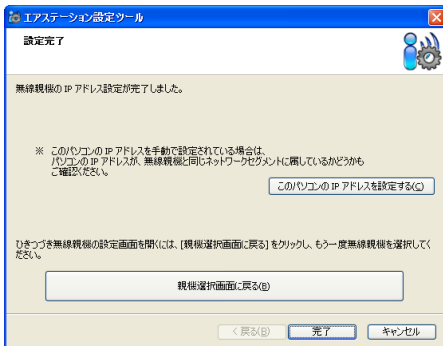 エアステーション設定ツール
設定完了
無線親機の IP アドレス設定が完了しました。
※ このパソコンの IP アドレスを手動で設定されている場合は、
パソコンの IP アドレスが、無線親機と同じネットワークセグメントに属しているかどうかも
ご確認ください。
このパソコンの IP アドレスを設定する(C)
ひきつづき無線親機の設定画面を開くには、[親機選択画面に戻る] をクリックし、もう一度無線親機を選択してく
ださい。
親機選択画面に戻る(B)
< 戻る(B)
完了
キャンセル